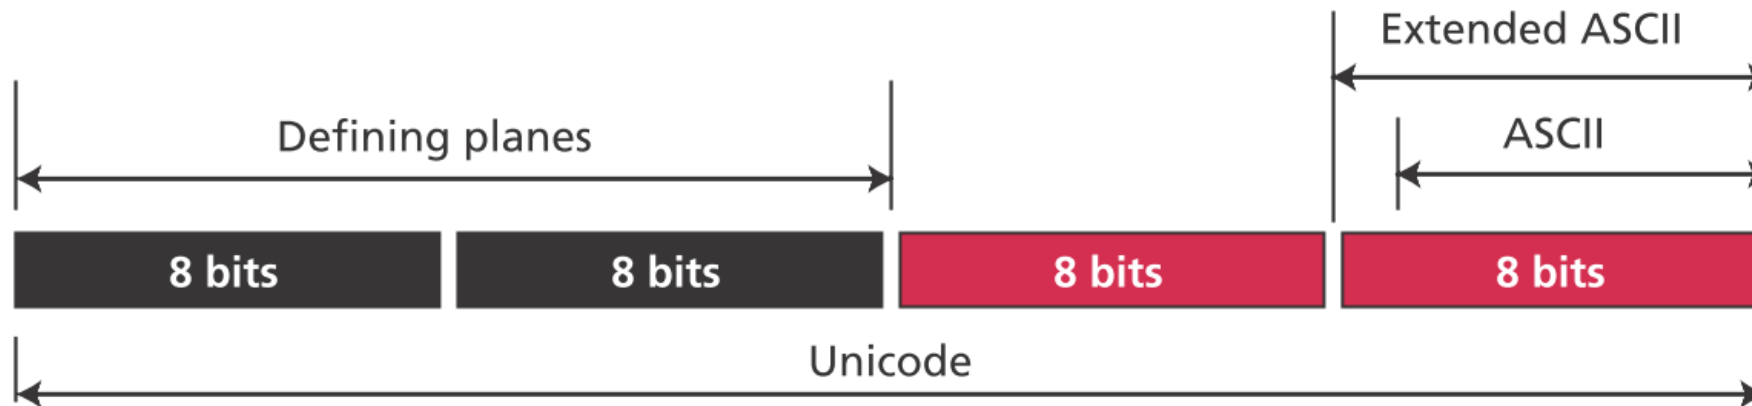 Extended ASCII
Defining planes
ASCII
8 bits
8 bits
8 bits
8 bits
Unicode